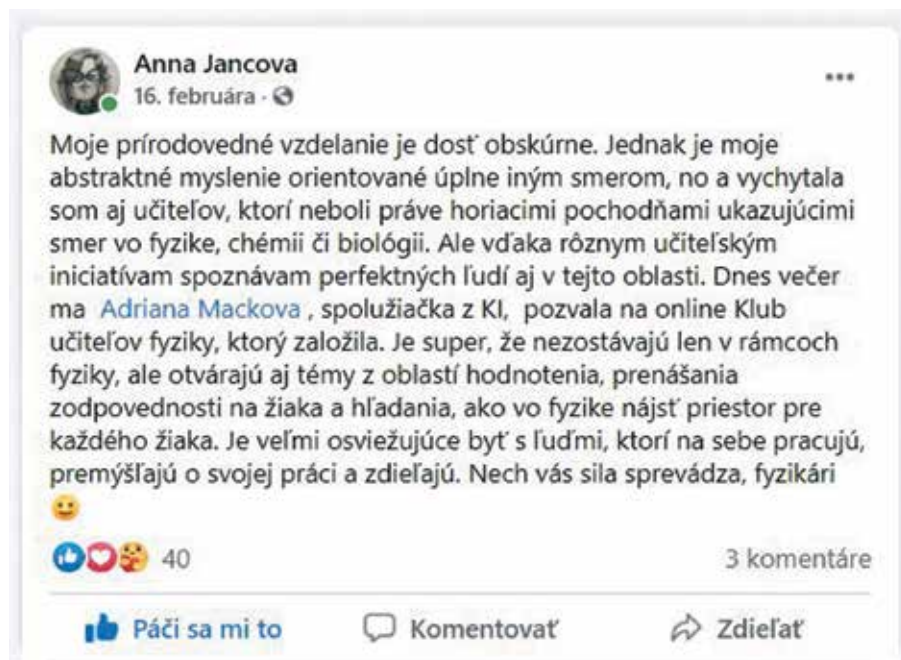 Anna Jancova
16. februára ·
Moje prírodovedné vzdelanie je dosť obskúrne. Jednak je moje
abstraktné myslenie orientované úplne iným smerom, no a vychytala
som aj učiteľov, ktorí neboli práve horiacimi pochodňami ukazujúcimi
smer vo fyzike, chémii či biológii. Ale vďaka rôznym učiteľským
iniciatívam spoznávam perfektných ľudí aj v tejto oblasti. Dnes večer
ma Adriana Mackova , spolužiačka z KI, pozvala na online Klub
učiteľov fyziky, ktorý založila. Je super, že nezostávajú len v rámcoch
fyziky, ale otvárajú aj témy z oblastí hodnotenia, prenášania
zodpovednosti na žiaka a hľadania, ako vo fyzike nájsť priestor pre
každého žiaka. Je veľmi osviežujúce byť s ľuďmi, ktorí na sebe pracujú,
premýšľajú o svojej práci a zdieľajú. Nech vás sila sprevádza, fyzikári
🙂
40 3 komentáre
Páči sa mi to Komentovať Zdieľať